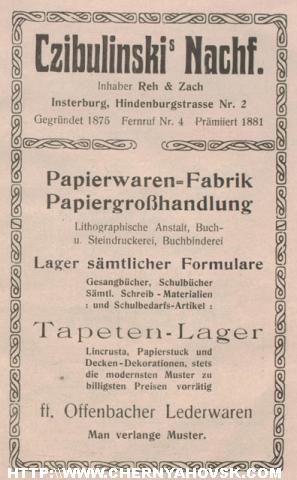 Czibulinski's Nachf.
Inhaber Reh & Zach
Insterburg, Hindenburgstrasse Nr. 2
Gegründet 1875 Fernruf Nr. 4 Prämiiert 1881
Papierwaren=Fabrik
Papiergroßhandlung
Lithographische Anstalt, Buch-
u. Steindruckerei, Buchbinderei
Lager sämtlicher Formulare
Gesangbücher, Schulbücher
Sämtl. Schreib-Materialien
: und Schulbedarfs-Artikel :
Tapeten-Lager
Lincrusta, Papierstuck und
Decken-Dekorationen, stets
die modernsten Muster zu
billigsten Preisen vorrätig
ff. Offenbacher Lederwaren
Man verlange Muster.
HTTP://WWW.CHERNYAHOVSK.COM